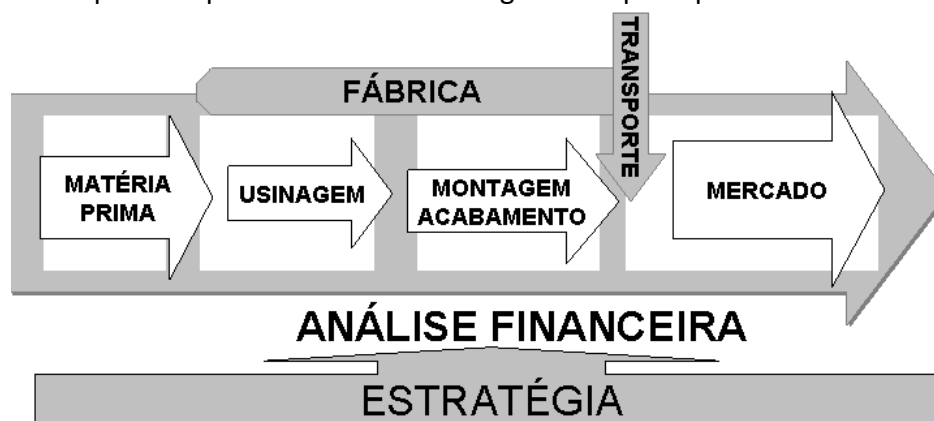 FÁBRICA
TRANSPORTE
MATÉRIA
PRIMA
USINAGEM
MONTAGEM
ACABAMENTO
MERCADO
ANÁLISE FINANCEIRA
ESTRATÉGIA